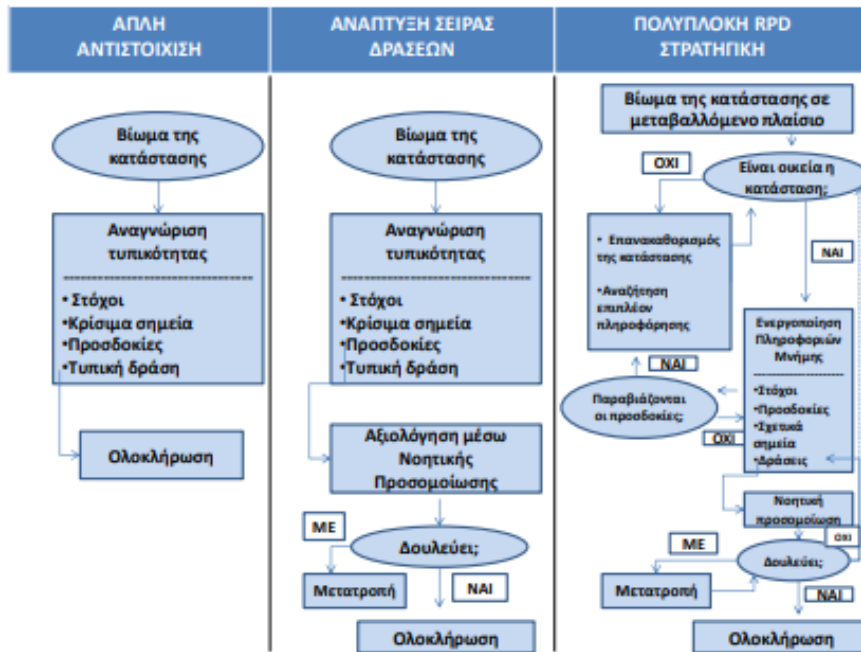 ΑΠΛΗ
ΑΝΤΙΣΤΟΙΧΙΣΗ
Βίωμα της
κατάστασης
Αναγνώριση
τυπικότητας
-----------------------------------
• Στόχοι
•Κρίσιμα σημεία
•Προσδοκίες
•Τυπική δράση
Ολοκλήρωση
ΑΝΑΠΤΥΞΗ ΣΕΙΡΑΣ
ΔΡΑΣΕΩΝ
Βίωμα της
κατάστασης
Αναγνώριση
τυπικότητας
-----------------------------------
• Στόχοι
•Κρίσιμα σημεία
•Προσδοκίες
•Τυπική δράση
Αξιολόγηση μέσω
Νοητικής
Προσομοίωσης
Δουλεύει;
ΜΕ
Μετατροπή
ΝΑΙ
Ολοκλήρωση
ΠΟΛΥΠΛΟΚΗ RPD
ΣΤΡΑΤΗΓΙΚΗ
Βίωμα της κατάστασης σε
μεταβαλλόμενο πλαίσιο
ΟΧΙ
Είναι οικεία η
κατάσταση;
• Επανακαθορισμός
της κατάστασης
•Αναζήτηση
επιπλέον
πληροφόρησης
ΝΑΙ
Ενεργοποίηση
Πληροφοριών
Μνήμης
-----------------------
•Στόχοι
•Προσδοκίες
•Σχετικά
σημεία
•Δράσεις
ΝΑΙ
Παραβιάζονται
οι προσδοκίες;
ΟΧΙ
Νοητική
προσομοίωση
ΟΧΙ
ΜΕ
Δουλεύει;
Μετατροπή
ΝΑΙ
Ολοκλήρωση